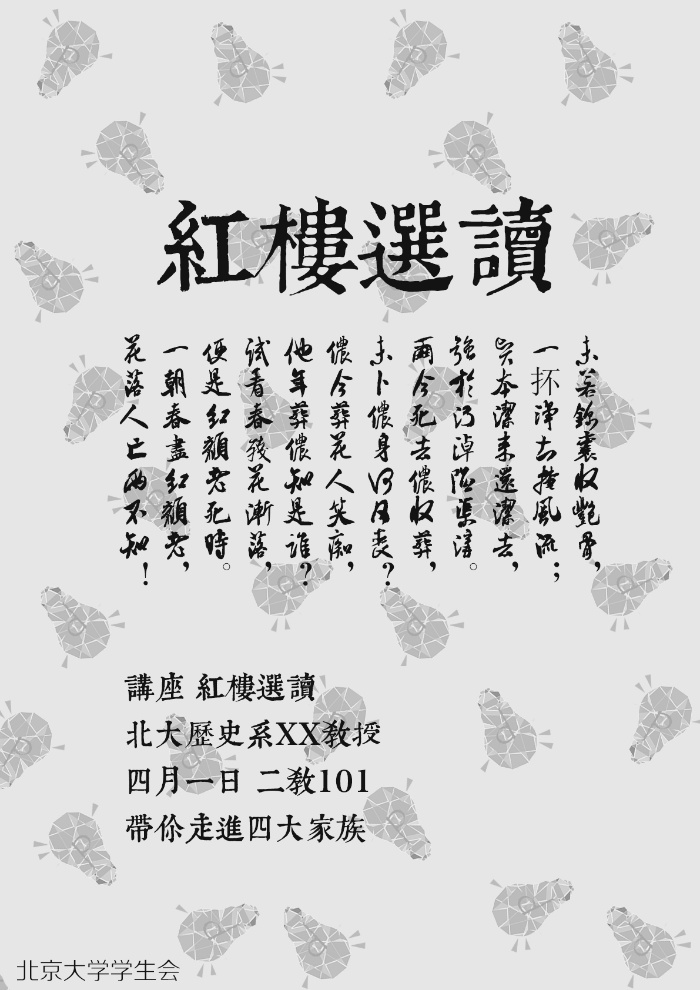 紅樓選讀
未若錦囊收艷骨，
一抔淨土掩風流；
質本潔來還潔去，
強於污淖陷渠溝。
爾今死去儂收葬，
未卜儂身何日喪？
儂今葬花人笑痴，
他年葬儂知是誰？
試看春殘花漸落，
便是紅顏老死時。
一朝春盡紅顏老，
花落人亡兩不知！
講座 紅樓選讀
北大歷史系XX教授
四月一日 二教101
帶你走進四大家族
北京大学学生会